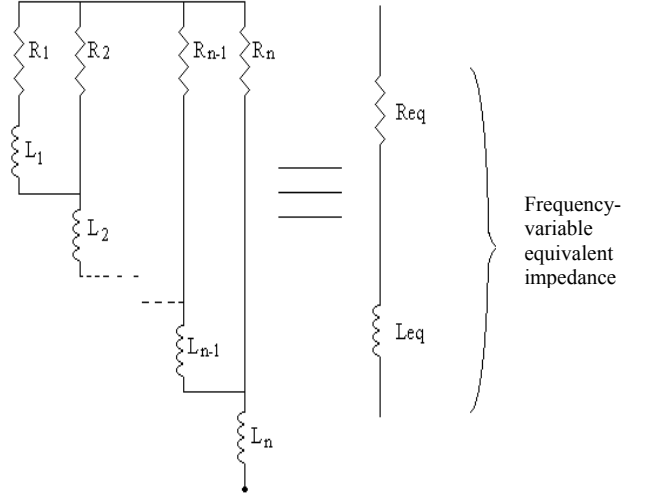 R1 R2 Rn-1 Rn
L1
L2
Ln-1
Ln
Req
Leq
Frequency-
variable
equivalent
impedance